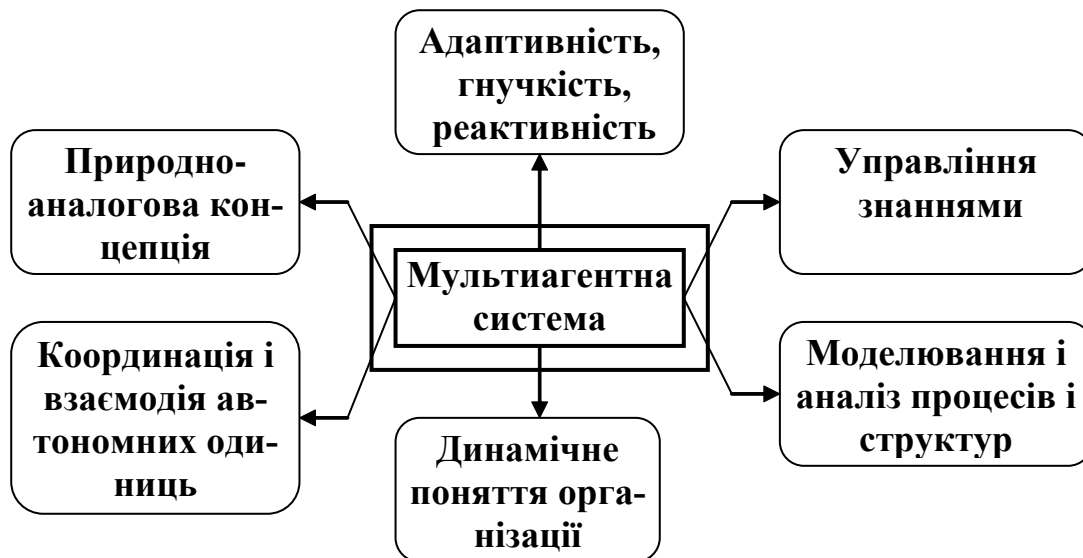 Адаптивність,
гнучкість,
реактивність
Природно-
аналогова кон-
цепція
Управління
знаннями
Мультиагентна
система
Координація і
взаємодія ав-
тономних оди-
ниць
Моделювання і
аналіз процесів і
структур
Динамічне
поняття орга-
нізації